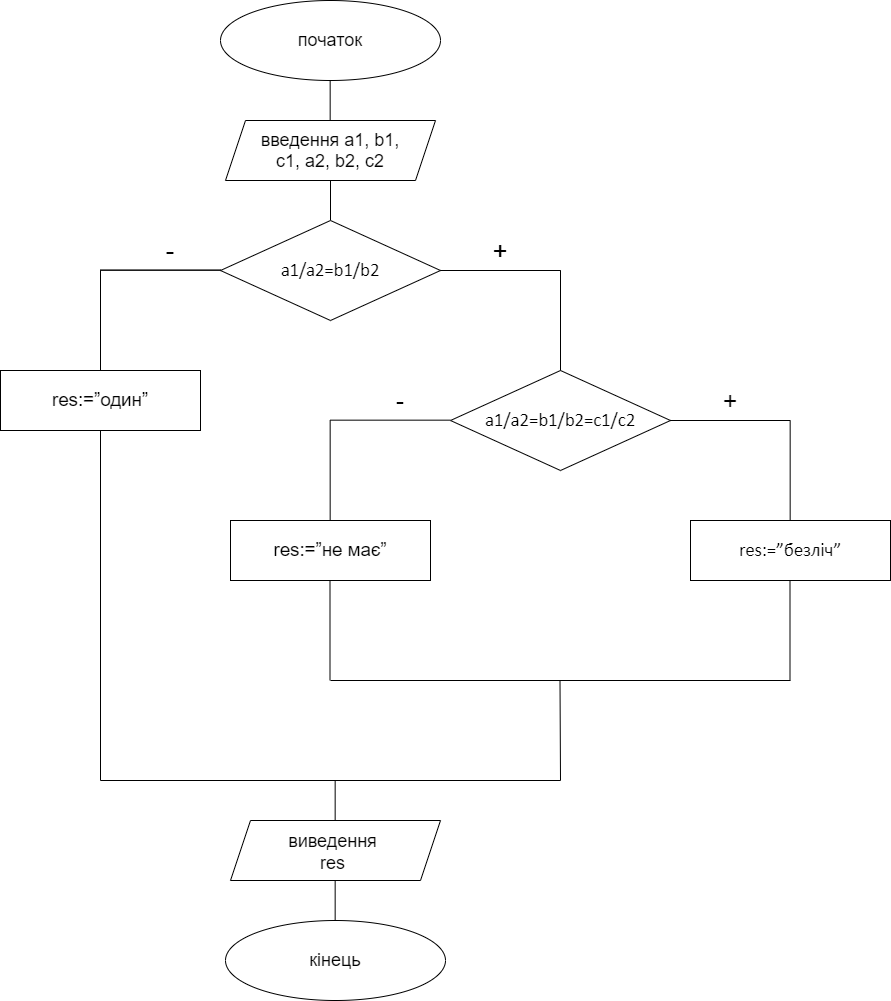 початок
введення a1, b1,
c1, a2, b2, c2
-
+
a1/a2=b1/b2
res:=”один”
-
+
a1/a2=b1/b2=c1/c2
res:=”не має”
res:=”безліч”
виведення
res
кінець